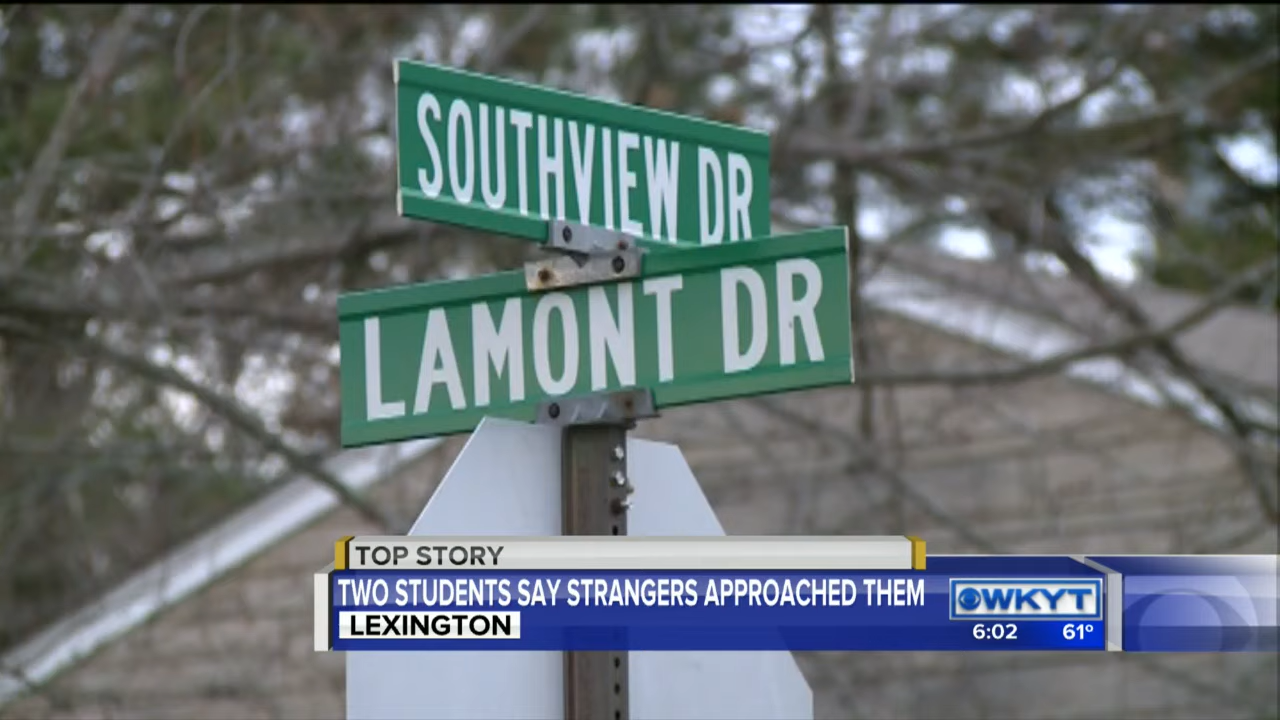 SOUTHVIEW DR
LAMONT DR
TOP STORY
TWO STUDENTS SAY STRANGERS APPROACHED THEM
LEXINGTON
WKYT
6:02 61°